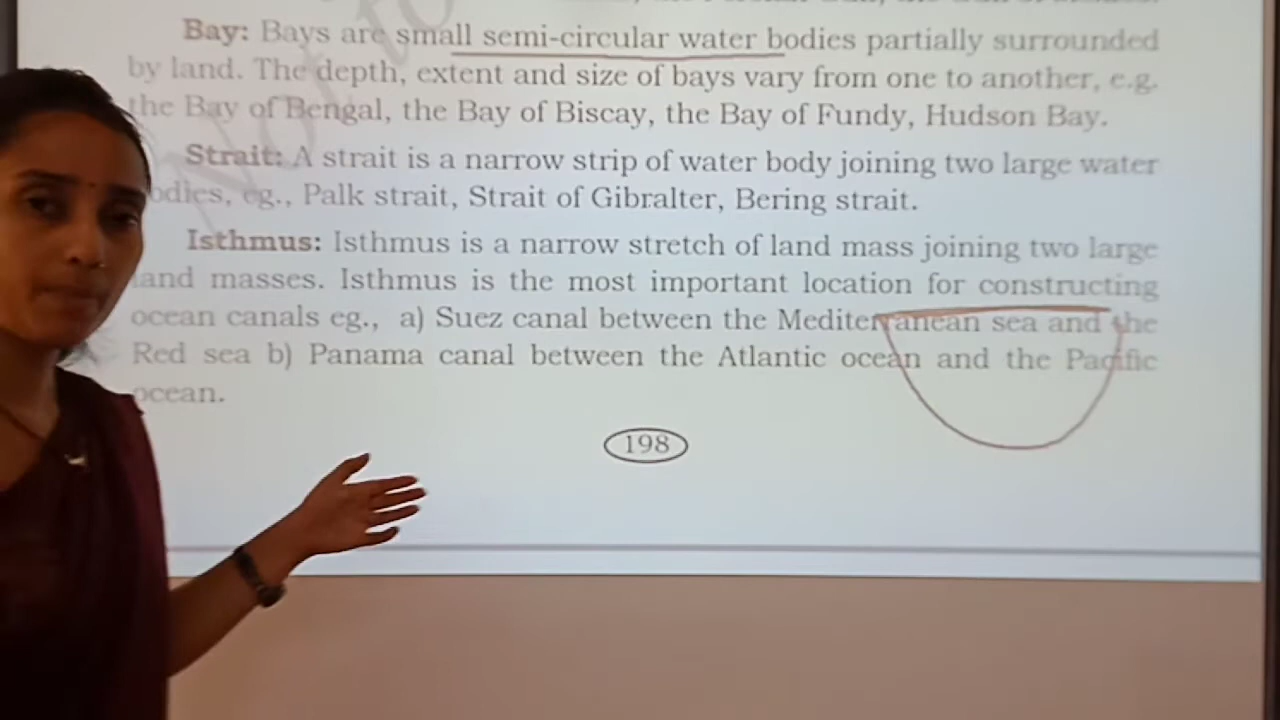 Bay: Bays are small semi-circular water bodies partially surrounded
by land. The depth, extent and size of bays vary from one to another, e.g.
the Bay of Bengal, the Bay of Biscay, the Bay of Fundy, Hudson Bay.
Strait: A strait is a narrow strip of water body joining two large water
odies, eg., Palk strait, Strait of Gibralter, Bering strait.
Isthmus: Isthmus is a narrow stretch of land mass joining two large
land masses. Isthmus is the most important location for constructing
ocean canals eg., a) Suez canal between the Mediterranean sea and the
Red sea b) Panama canal between the Atlantic ocean and the Pacific
ocean.
198
Not to